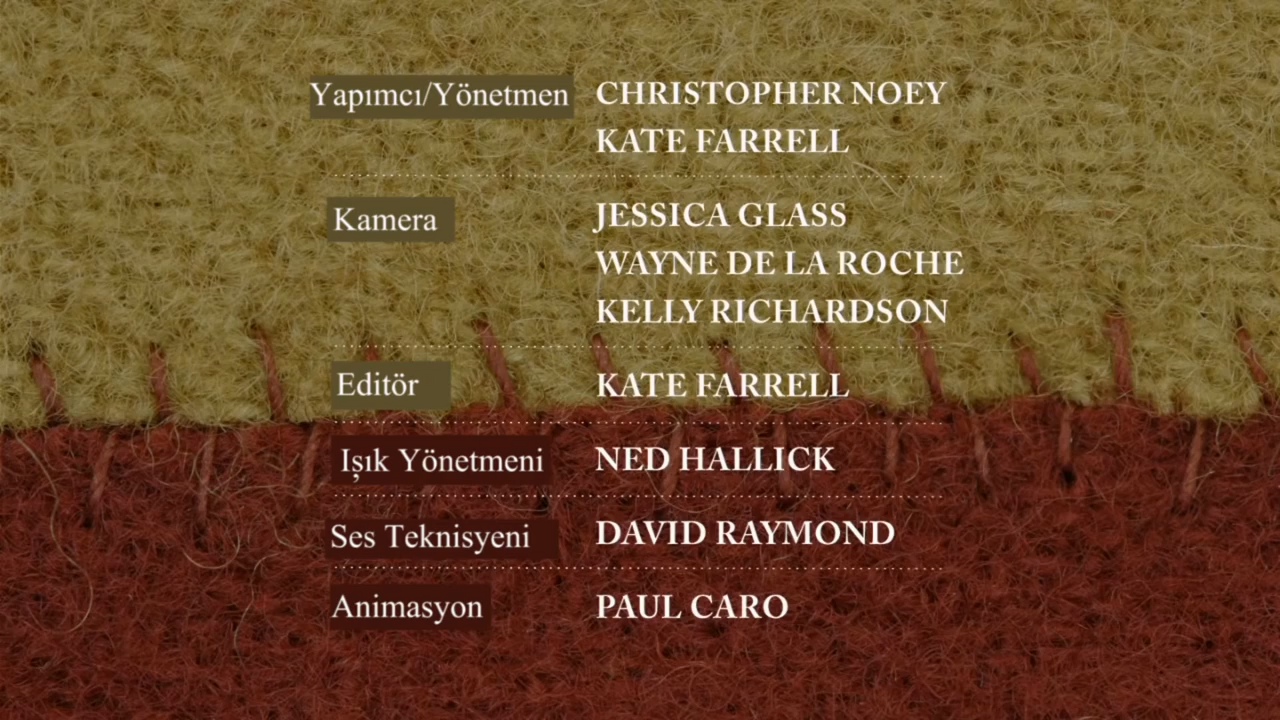 Yapımcı/Yönetmen CHRISTOPHER NOEY
KATE FARRELL
Kamera JESSICA GLASS
WAYNE DE LA ROCHE
KELLY RICHARDSON
Editör KATE FARRELL
Işık Yönetmeni NED HALLICK
Ses Teknisyeni DAVID RAYMOND
Animasyon PAUL CARO